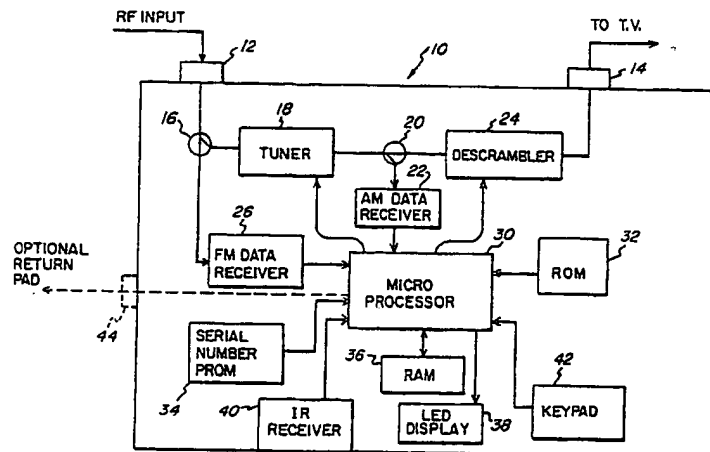 RF INPUT
TO T.V.
12
10
14
16
18
TUNER
20
24
DESCRAMBLER
22
AM DATA
RECEIVER
26
FM DATA
RECEIVER
30
MICRO
PROCESSOR
32
ROM
OPTIONAL
RETURN
PAD
44
SERIAL
NUMBER
PROM
34
36
RAM
42
KEYPAD
40
IR
RECEIVER
LED
DISPLAY
38